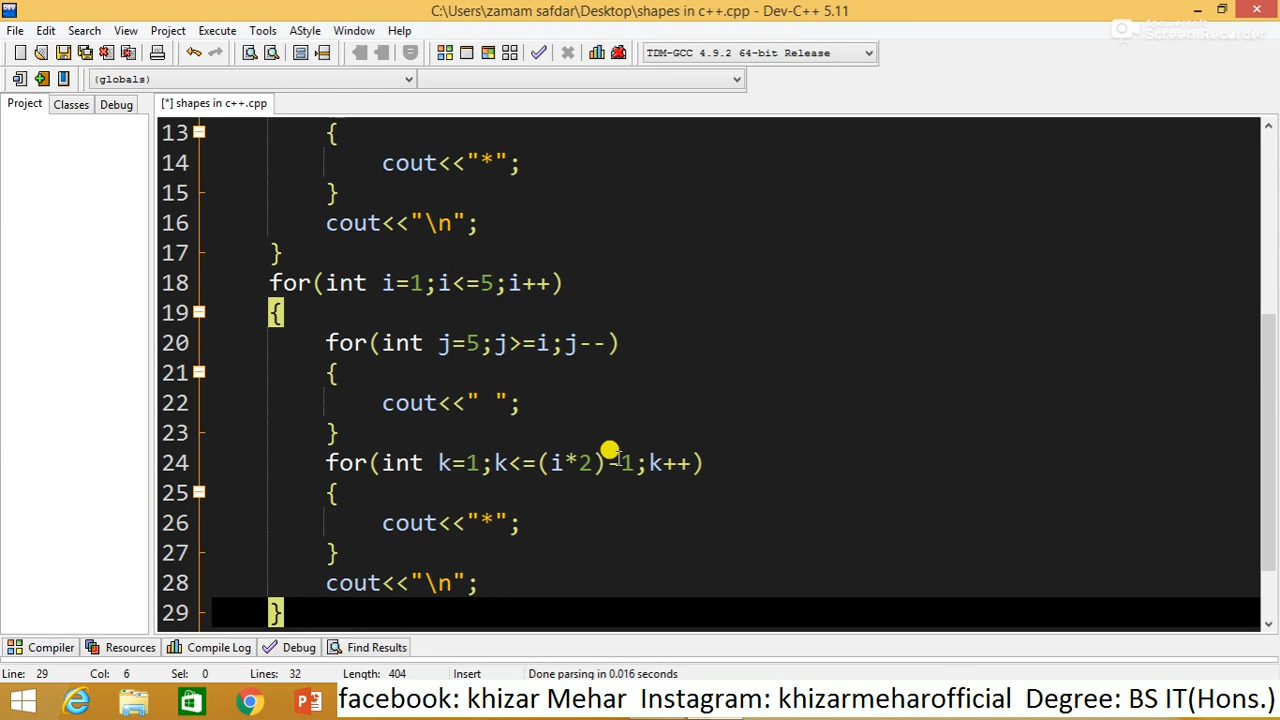 C:\Users\zamam safdar\Desktop\shapes in c++.cpp - Dev-C++ 5.11
File Edit Search View Project Execute Tools AStyle Window Help
Apowersoft
Screen Recorder
TDM-GCC 4.9.2 64-bit Release
(globals)
Project Classes Debug
[*] shapes in c++.cpp
13 {
14 cout<<"*";
15 }
16 cout<<"\n";
17 }
18 for(int i=1;i<=5;i++)
19 {
20 for(int j=5;j>=i;j--)
21 {
22 cout<<" ";
23 }
24 for(int k=1;k<=(i*2)-1;k++)
25 {
26 cout<<"*";
27 }
28 cout<<"\n";
29 }
Compiler Resources Compile Log Debug Find Results
Line: 29 Col: 6 Sel: 0 Lines: 32 Length: 404 Insert Done parsing in 0.016 seconds
facebook: khizar Mehar Instagram: khizarmeharofficial Degree: BS IT(Hons.)